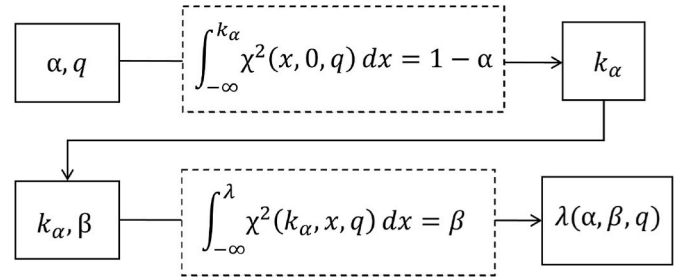 α, q
∫_{−∞}^{k_α} χ²(x, 0, q) dx = 1 − α
k_α
k_α, β
∫_{−∞}^{λ} χ²(k_α, x, q) dx = β
λ(α, β, q)